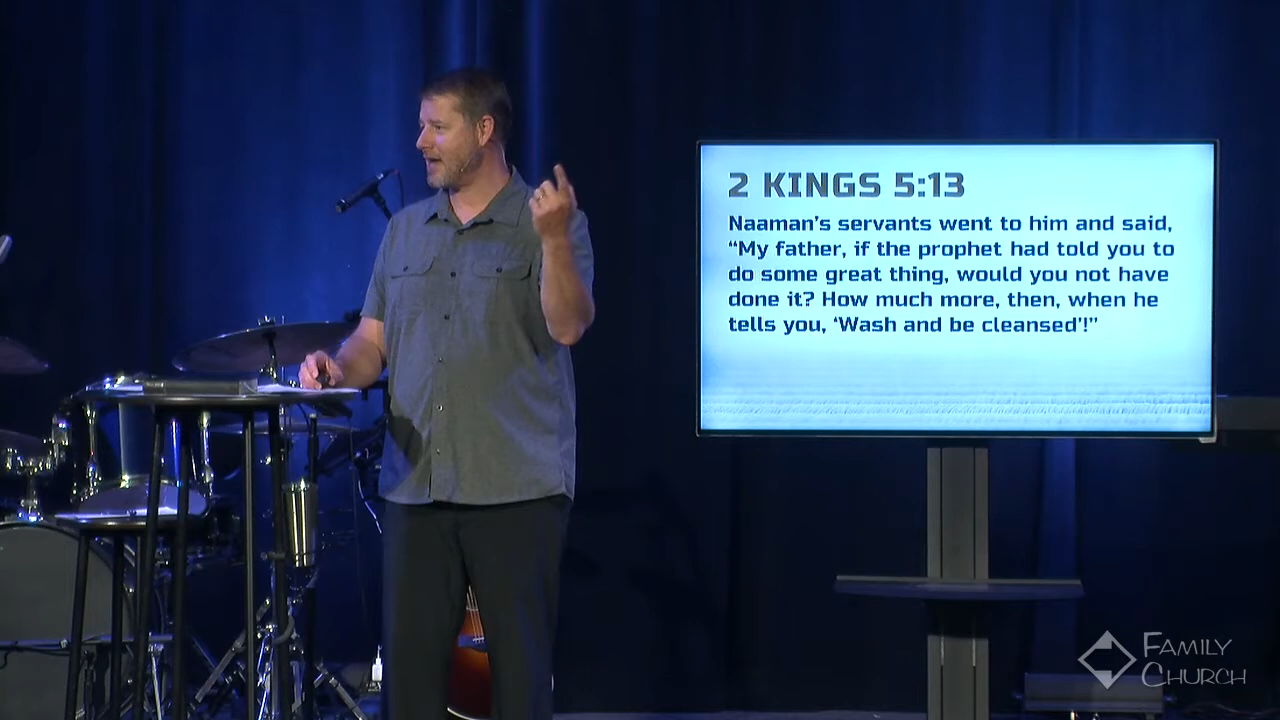 2 KINGS 5:13
Naaman's servants went to him and said,
“My father, if the prophet had told you to
do some great thing, would you not have
done it? How much more, then, when he
tells you, ‘Wash and be cleansed’!”
FAMILY
CHURCH